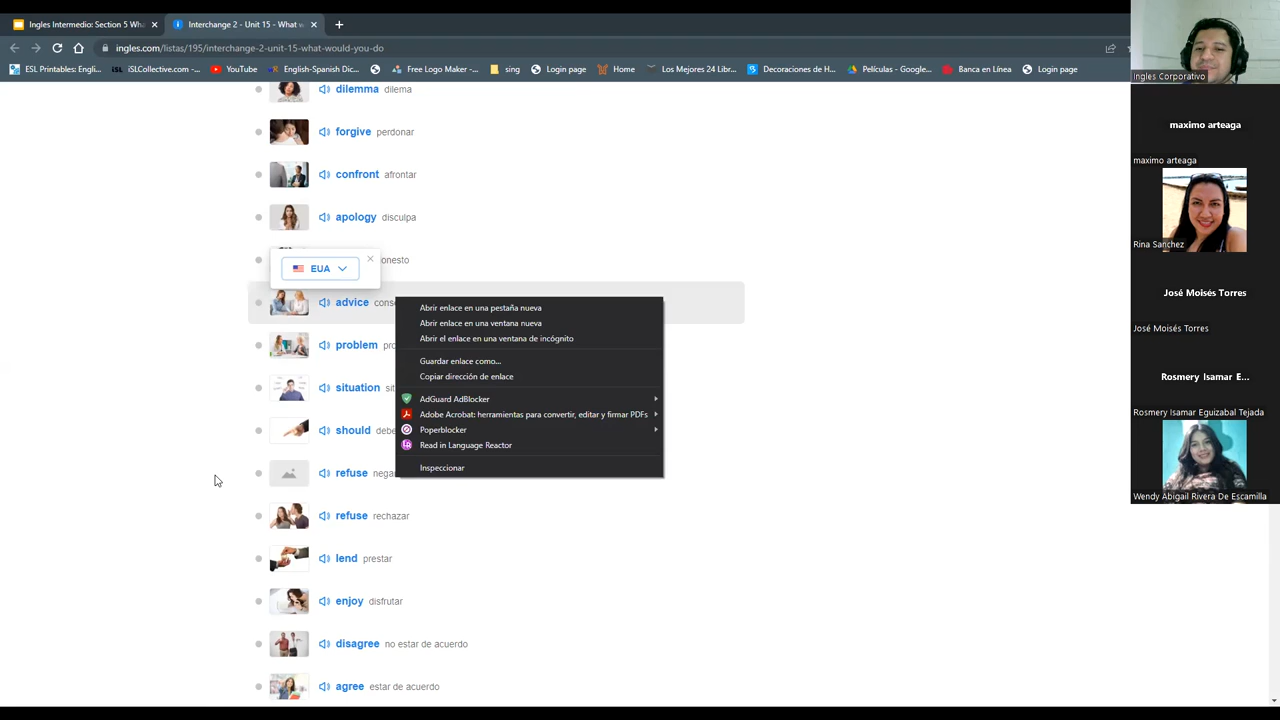 Ingles Intermedio: Section 5 Wha
Interchange 2 - Unit 15 - What w
ingles.com/listas/195/interchange-2-unit-15-what-would-you-do
ESL Printables: Engli...
iSLCollective.com -...
YouTube
English-Spanish Dic...
Free Logo Maker -...
sing
Login page
Home
Los Mejores 24 Libr...
Decoraciones de H...
Películas - Google...
Banca en Línea
Login page
dilemma dilema
forgive perdonar
confront afrontar
apology disculpa
onesto
EUA
advice cons
problem pro
situation sit
should debe
refuse nega
refuse rechazar
lend prestar
enjoy disfrutar
disagree no estar de acuerdo
agree estar de acuerdo
Abrir enlace en una pestaña nueva
Abrir enlace en una ventana nueva
Abrir el enlace en una ventana de incógnito
Guardar enlace como...
Copiar dirección de enlace
AdGuard AdBlocker
Adobe Acrobat: herramientas para convertir, editar y firmar PDFs
Poperblocker
Read in Language Reactor
Inspeccionar
Ingles Corporativo
maximo arteaga
maximo arteaga
Rina Sanchez
José Moisés Torres
José Moisés Torres
Rosmery Isamar E...
Rosmery Isamar Eguizabal Tejada
Wendy Abigail Rivera De Escamilla